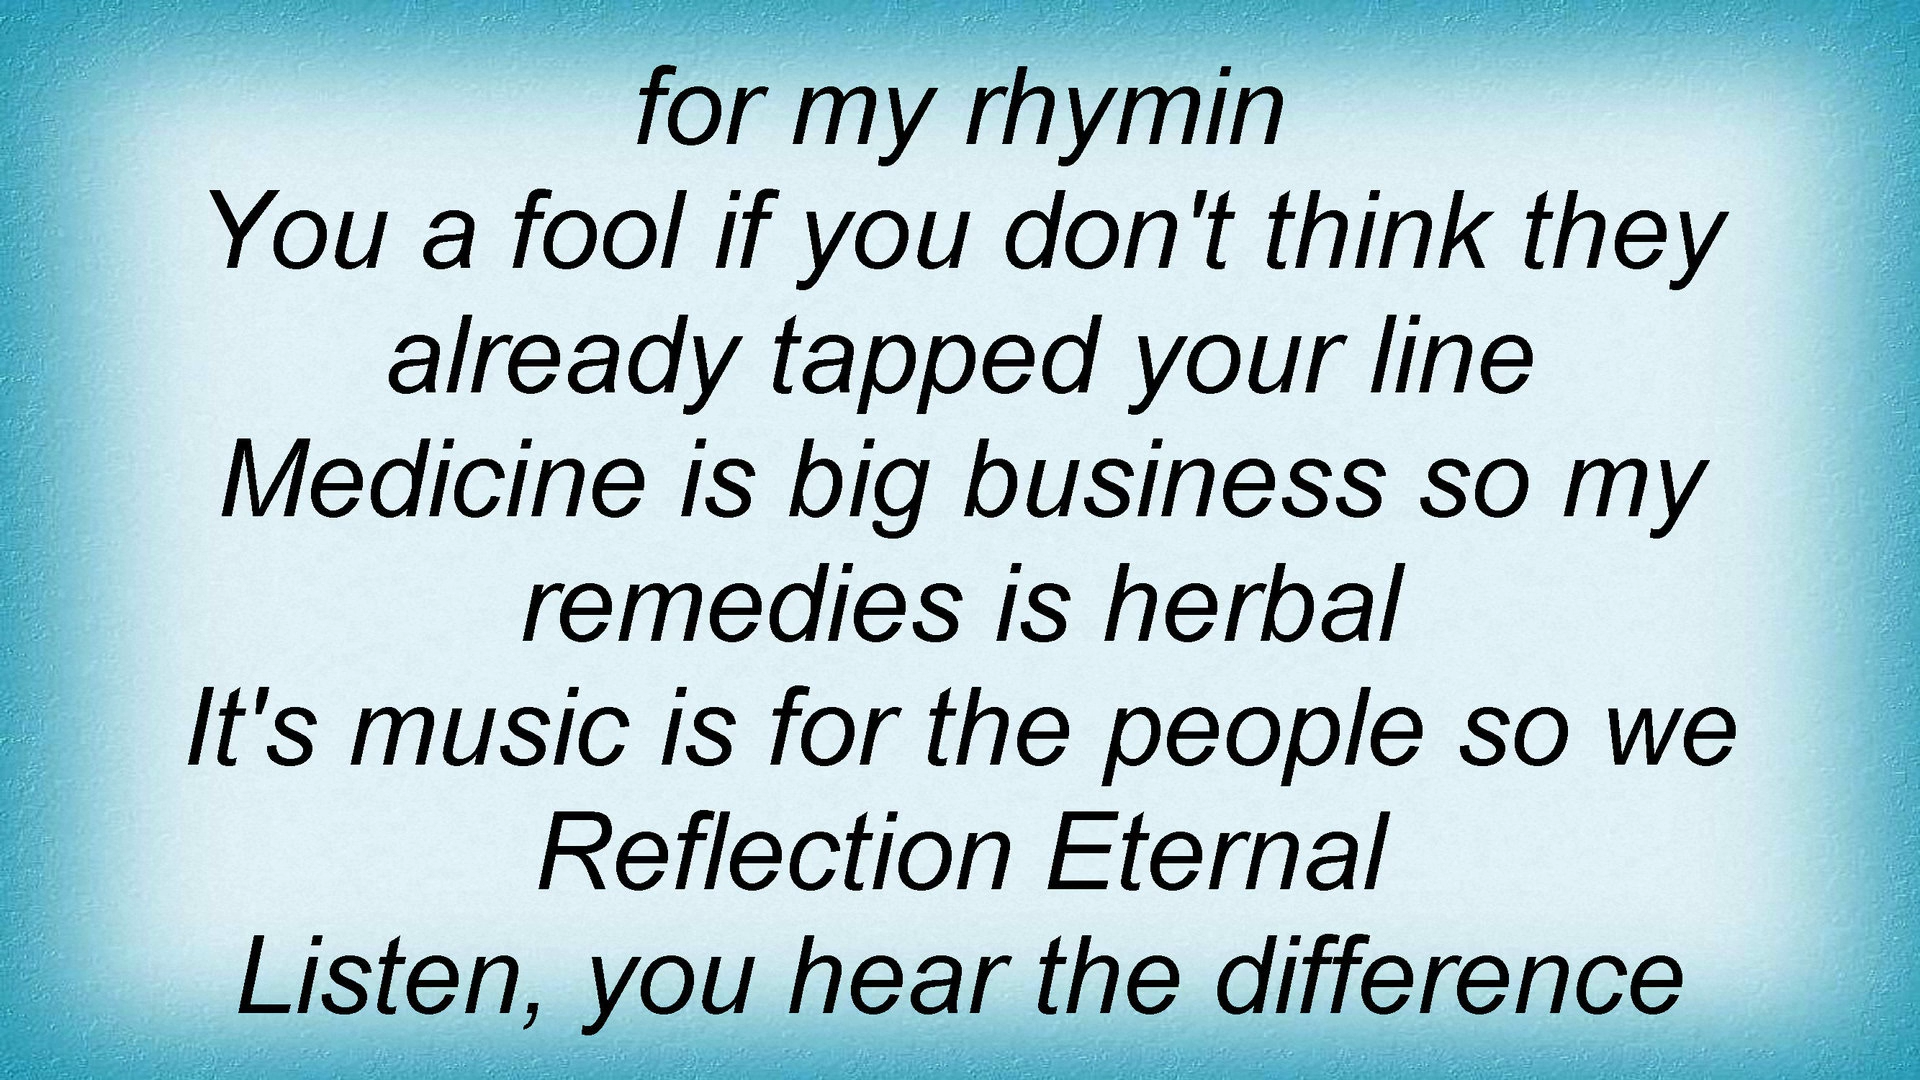 for my rhymin
You a fool if you don't think they
already tapped your line
Medicine is big business so my
remedies is herbal
It's music is for the people so we
Reflection Eternal
Listen, you hear the difference